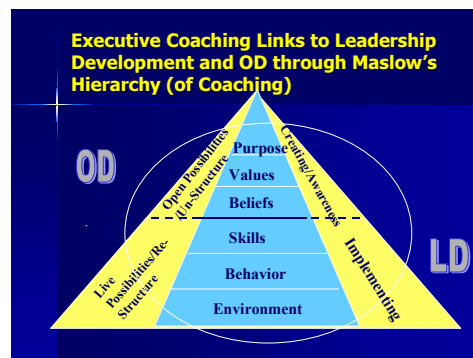 Executive Coaching Links to Leadership
Development and OD through Maslow's
Hierarchy (of Coaching)
OD
Open Possibilities
/Un-Structure
Purpose
Values
Beliefs
Creating/Awareness
Live
Possibilities/Re-
Structure
Skills
Behavior
Environment
Implementing
LD